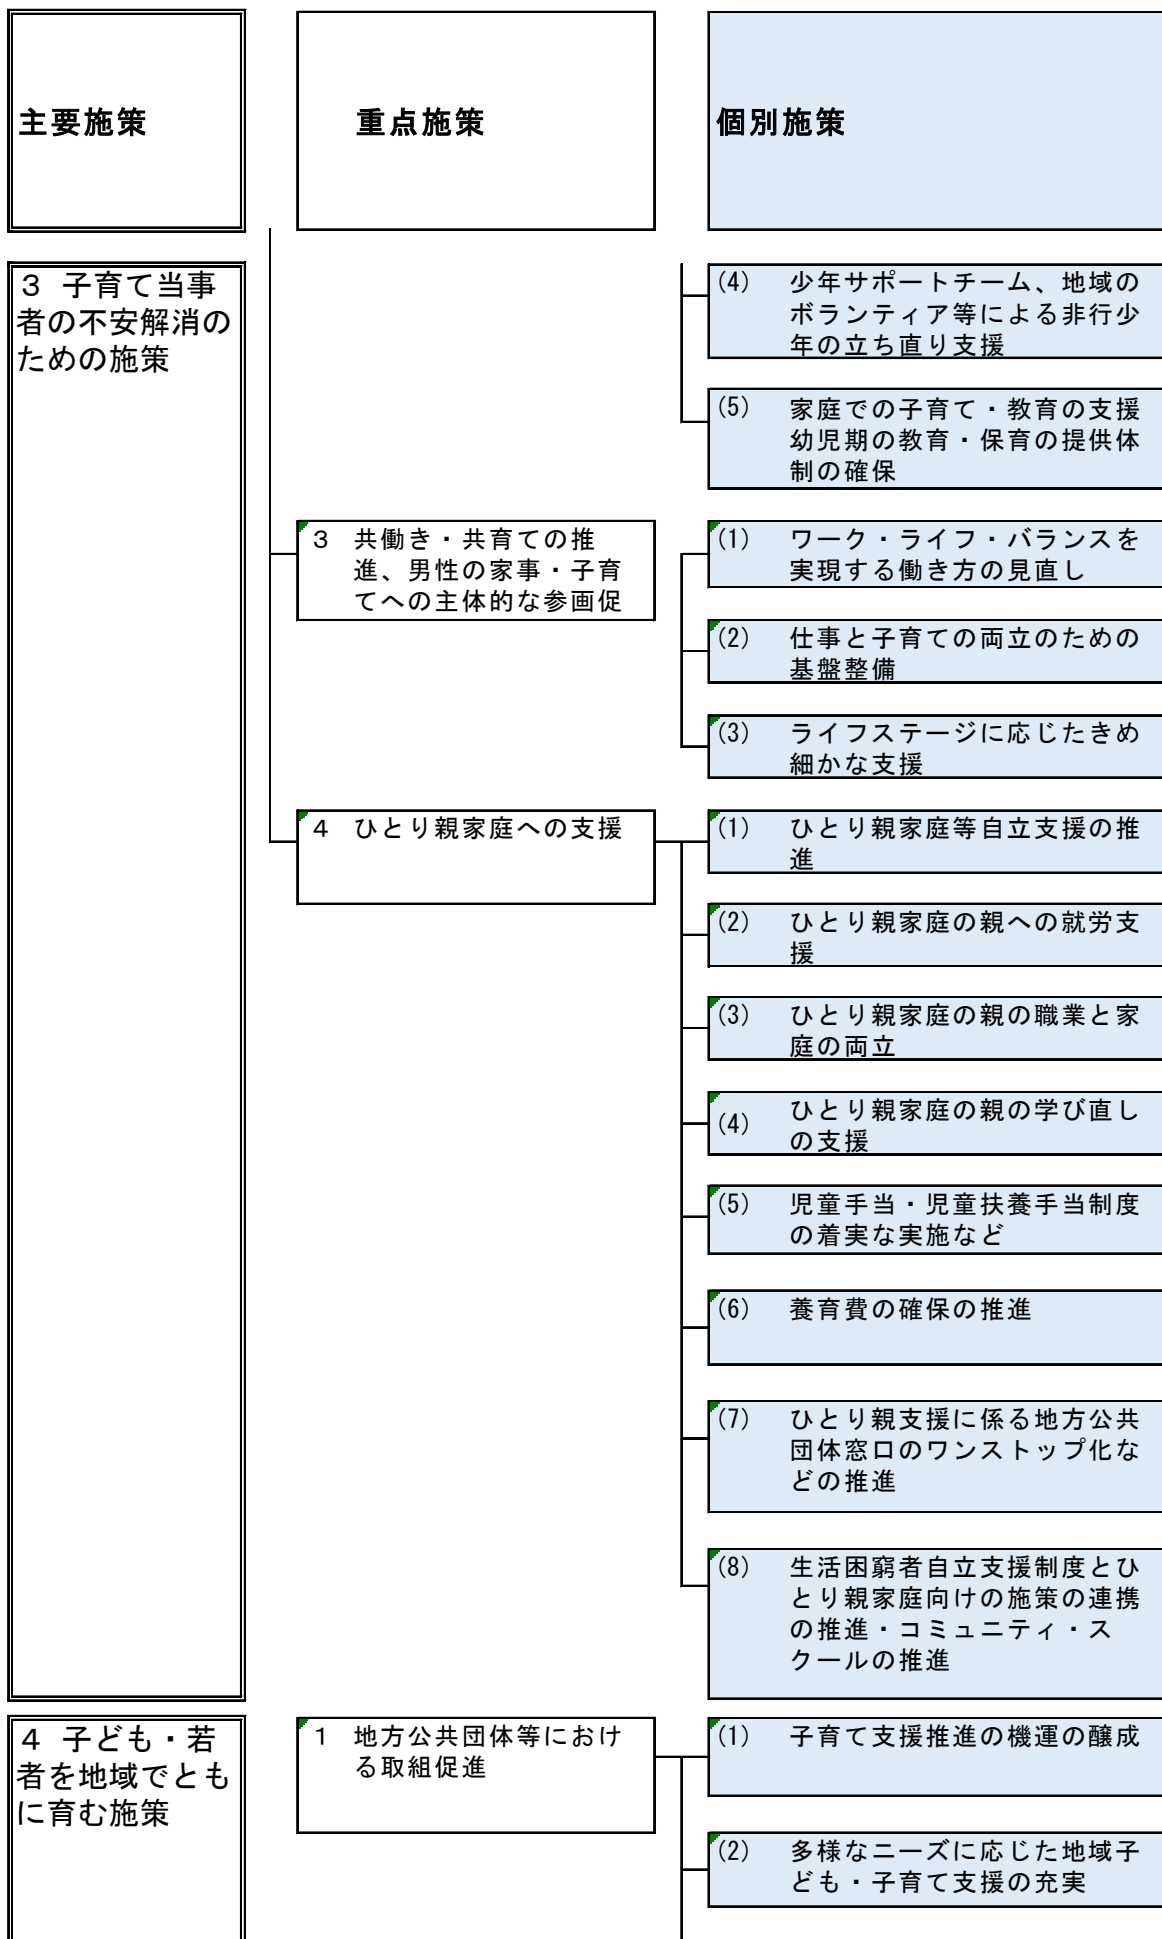 主要施策
重点施策
個別施策
３ 子育て当事
者の不安解消の
ための施策
(4) 少年サポートチーム、地域の
ボランティア等による非行少
年の立ち直り支援
(5) 家庭での子育て・教育の支援
幼児期の教育・保育の提供体
制の確保
３ 共働き・共育ての推
進、男性の家事・子育
てへの主体的な参画促
(1) ワーク・ライフ・バランスを
実現する働き方の見直し
(2) 仕事と子育ての両立のための
基盤整備
(3) ライフステージに応じたきめ
細かな支援
４ ひとり親家庭への支援
(1) ひとり親家庭等自立支援の推
進
(2) ひとり親家庭の親への就労支
援
(3) ひとり親家庭の親の職業と家
庭の両立
(4) ひとり親家庭の親の学び直し
の支援
(5) 児童手当・児童扶養手当制度
の着実な実施など
(6) 養育費の確保の推進
(7) ひとり親支援に係る地方公共
団体窓口のワンストップ化な
どの推進
(8) 生活困窮者自立支援制度とひ
とり親家庭向けの施策の連携
の推進・コミュニティ・ス
クールの推進
４ 子ども・若
者を地域でとも
に育む施策
１ 地方公共団体等におけ
る取組促進
(1) 子育て支援推進の機運の醸成
(2) 多様なニーズに応じた地域子
ども・子育て支援の充実